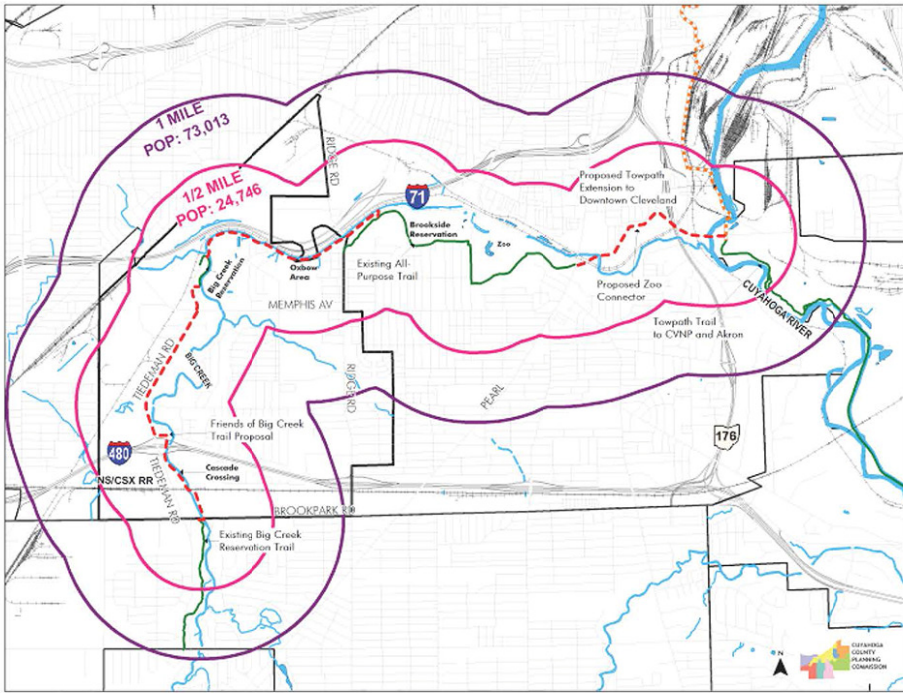 1 MILE
POP: 73,013
1/2 MILE
POP: 24,746
RIDGE RD
71
Proposed Towpath
Extension to
Downtown Cleveland
Brookside
Reservation
Zoo
Big Creek
Reservation
Oxbow
Area
Existing All-
Purpose Trail
Proposed Zoo
Connector
MEMPHIS AV
CUYAHOGA RIVER
Towpath Trail
to CVNP and Akron
TIEDEMAN RD
BIG CREEK
RIDGE RD
PEARL
Friends of Big Creek
Trail Proposal
176
480
Cascade
Crossing
NS/CSX RR
TIEDEMAN RD
BROOKPARK RD
Existing Big Creek
Reservation Trail
N
CUYAHOGA
COUNTY
PLANNING
COMMISSION